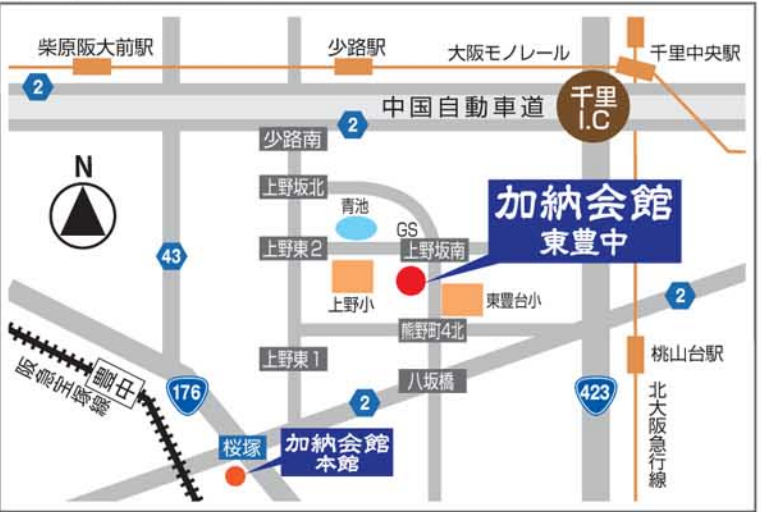 柴原阪大前駅
少路駅
大阪モノレール
千里中央駅
2
中国自動車道
千里
I.C
2
少路南
N
上野坂北
青池
加納会館
東豊中
GS
43
上野東2
上野坂南
2
上野小
東豊台小
熊野町4北
上野東1
桃山台駅
八坂橋
豊中
阪急宝塚線
176
2
423
北大阪急行線
桜塚
加納会館
本館